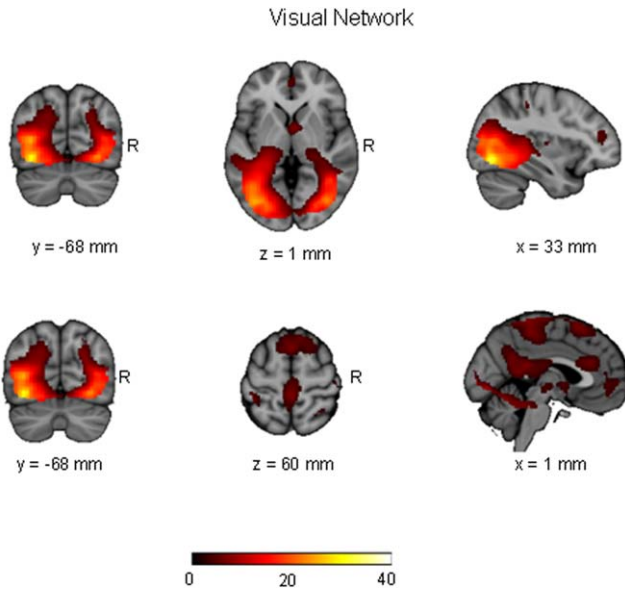 Visual Network
R
R
y = -68 mm
z = 1 mm
x = 33 mm
R
R
y = -68 mm
z = 60 mm
x = 1 mm
0
20
40